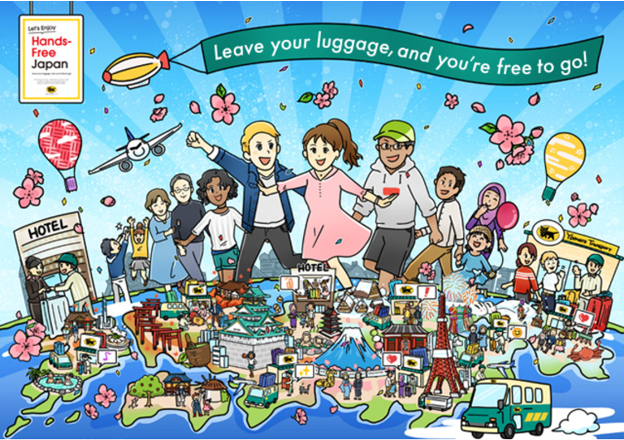 Let's Enjoy
Hands-
Free
Japan
Leave your luggage, and you're free to go!
HOTEL
Yamato Transport
HOTEL